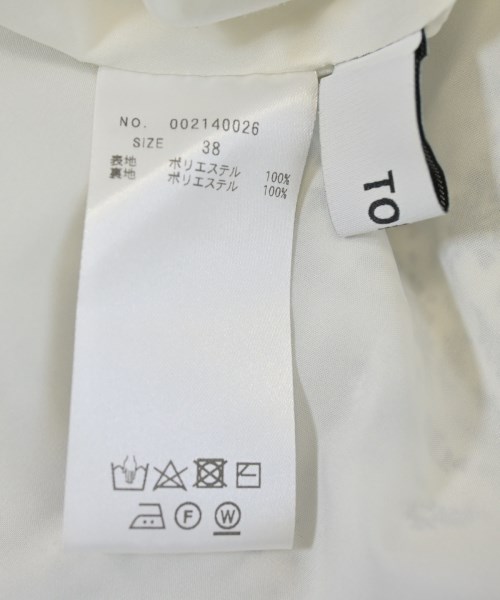 NO. 002140026
SIZE 38
表地 ポリエステル 100%
裏地 ポリエステル 100%
F W
TO